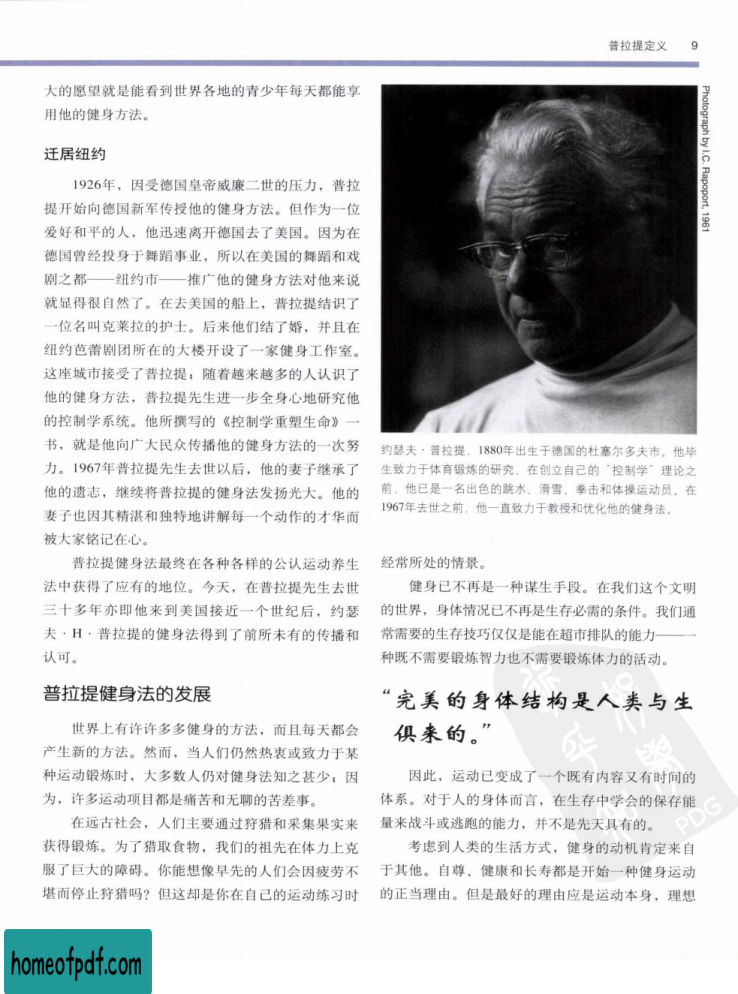 普拉提定义 9
大的愿望就是能看到世界各地的青少年每天都能享
用他的健身方法。
迁居纽约
1926年，因受德国皇帝威廉二世的压力，普拉
提开始向德国新军传授他的健身方法。但作为一位
爱好和平的人，他迅速离开德国去了美国。因为在
德国曾经投身于舞蹈事业，所以在美国的舞蹈和戏
剧之都——纽约市——推广他的健身方法对他来说
就显得很自然了。在去美国的船上，普拉提结识了
一位名叫克莱拉的护士。后来他们结了婚，并且在
纽约芭蕾剧团所在的大楼开设了一家健身工作室。
这座城市接受了普拉提；随着越来越多的人认识了
他的健身方法，普拉提先生进一步全身心地研究他
的控制学系统。他所撰写的《控制学重塑生命》一
书，就是他向广大民众传播他的健身方法的一次努
力。1967年普拉提先生去世以后，他的妻子继承了
他的遗志，继续将普拉提的健身法发扬光大。他的
妻子也因其精湛和独特地讲解每一个动作的才华而
被大家铭记在心。
普拉提健身法最终在各种各样的公认运动养生
法中获得了应有的地位。今天，在普拉提先生去世
三十多年亦即他来到美国接近一个世纪后，约瑟
夫·H·普拉提的健身法得到了前所未有的传播和
认可。
普拉提健身法的发展
世界上有许许多多健身的方法，而且每天都会
产生新的方法。然而，当人们仍然热衷或致力于某
种运动锻炼时，大多数人仍对健身法知之甚少；因
为，许多运动项目都是痛苦和无聊的苦差事。
在远古社会，人们主要通过狩猎和采集果实来
获得锻炼。为了猎取食物，我们的祖先在体力上克
服了巨大的障碍。你能想像早先的人们会因疲劳不
堪而停止狩猎吗？但这却是你在自己的运动练习时
Photograph by I.C. Rapoport, 1961
约瑟夫·普拉提，1880年出生于德国的杜塞尔多夫市。他毕
生致力于体育锻炼的研究，在创立自己的“控制学”理论之
前，他已是一名出色的跳水、滑雪、拳击和体操运动员。在
1967年去世之前，他一直致力于教授和优化他的健身法。
经常所处的情景。
健身已不再是一种谋生手段。在我们这个文明
的世界，身体情况已不再是生存必需的条件。我们通
常需要的生存技巧仅仅是能在超市排队的能力——一
种既不需要锻炼智力也不需要锻炼体力的活动。
“完美的身体结构是人类与生
俱来的。”
因此，运动已变成了一个既有内容又有时间的
体系。对于人的身体而言，在生存中学会的保存能
量来战斗或逃跑的能力，并不是先天具有的。
考虑到人类的生活方式，健身的动机肯定来自
于其他。自尊、健康和长寿都是开始一种健身运动
的正当理由。但是最好的理由应是运动本身，理想
PDG
homeofpdf.com